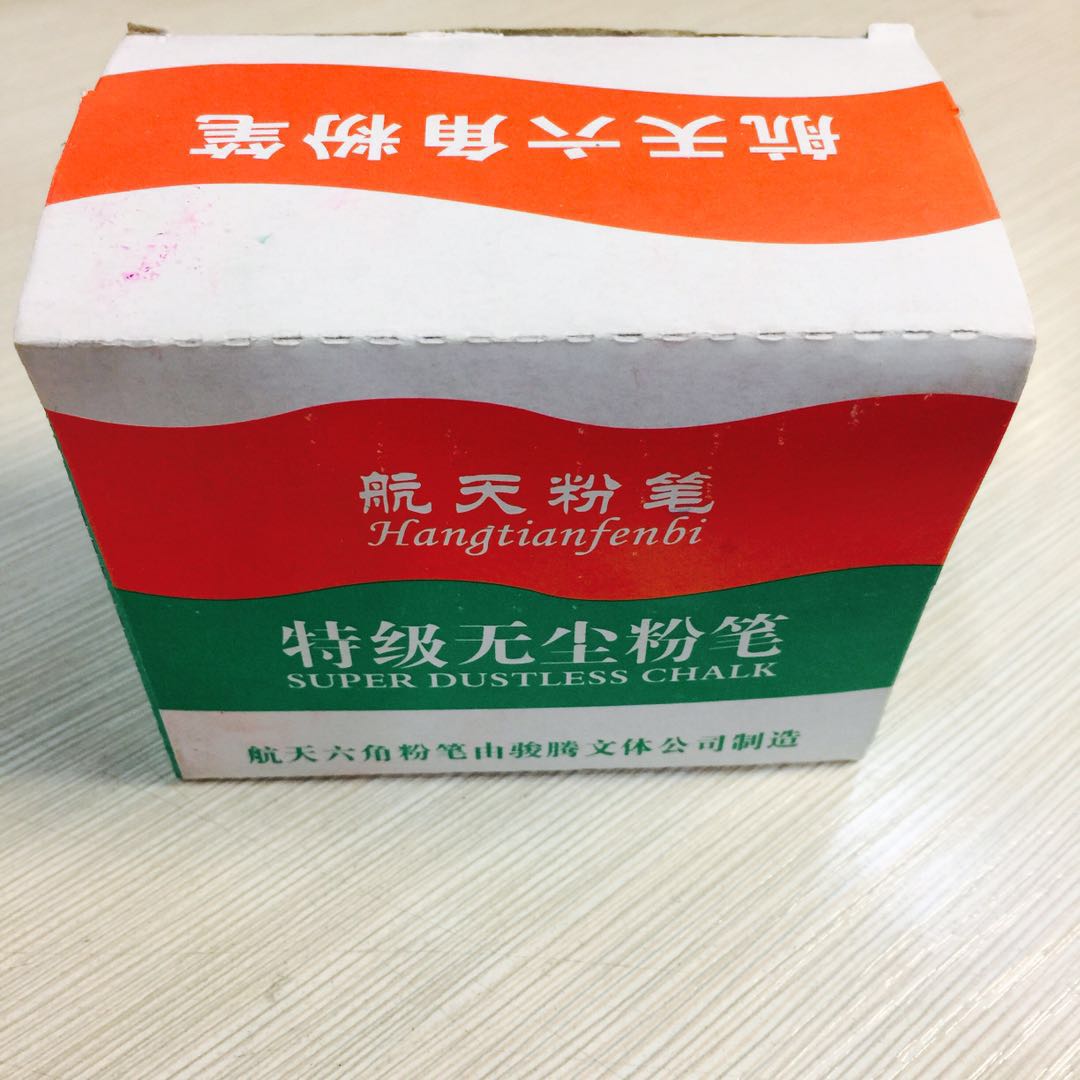 航天六角粉笔
航天粉笔
Hangtianfenbi
特级无尘粉笔
SUPER DUSTLESS CHALK
航天六角粉笔由骏腾文体公司制造